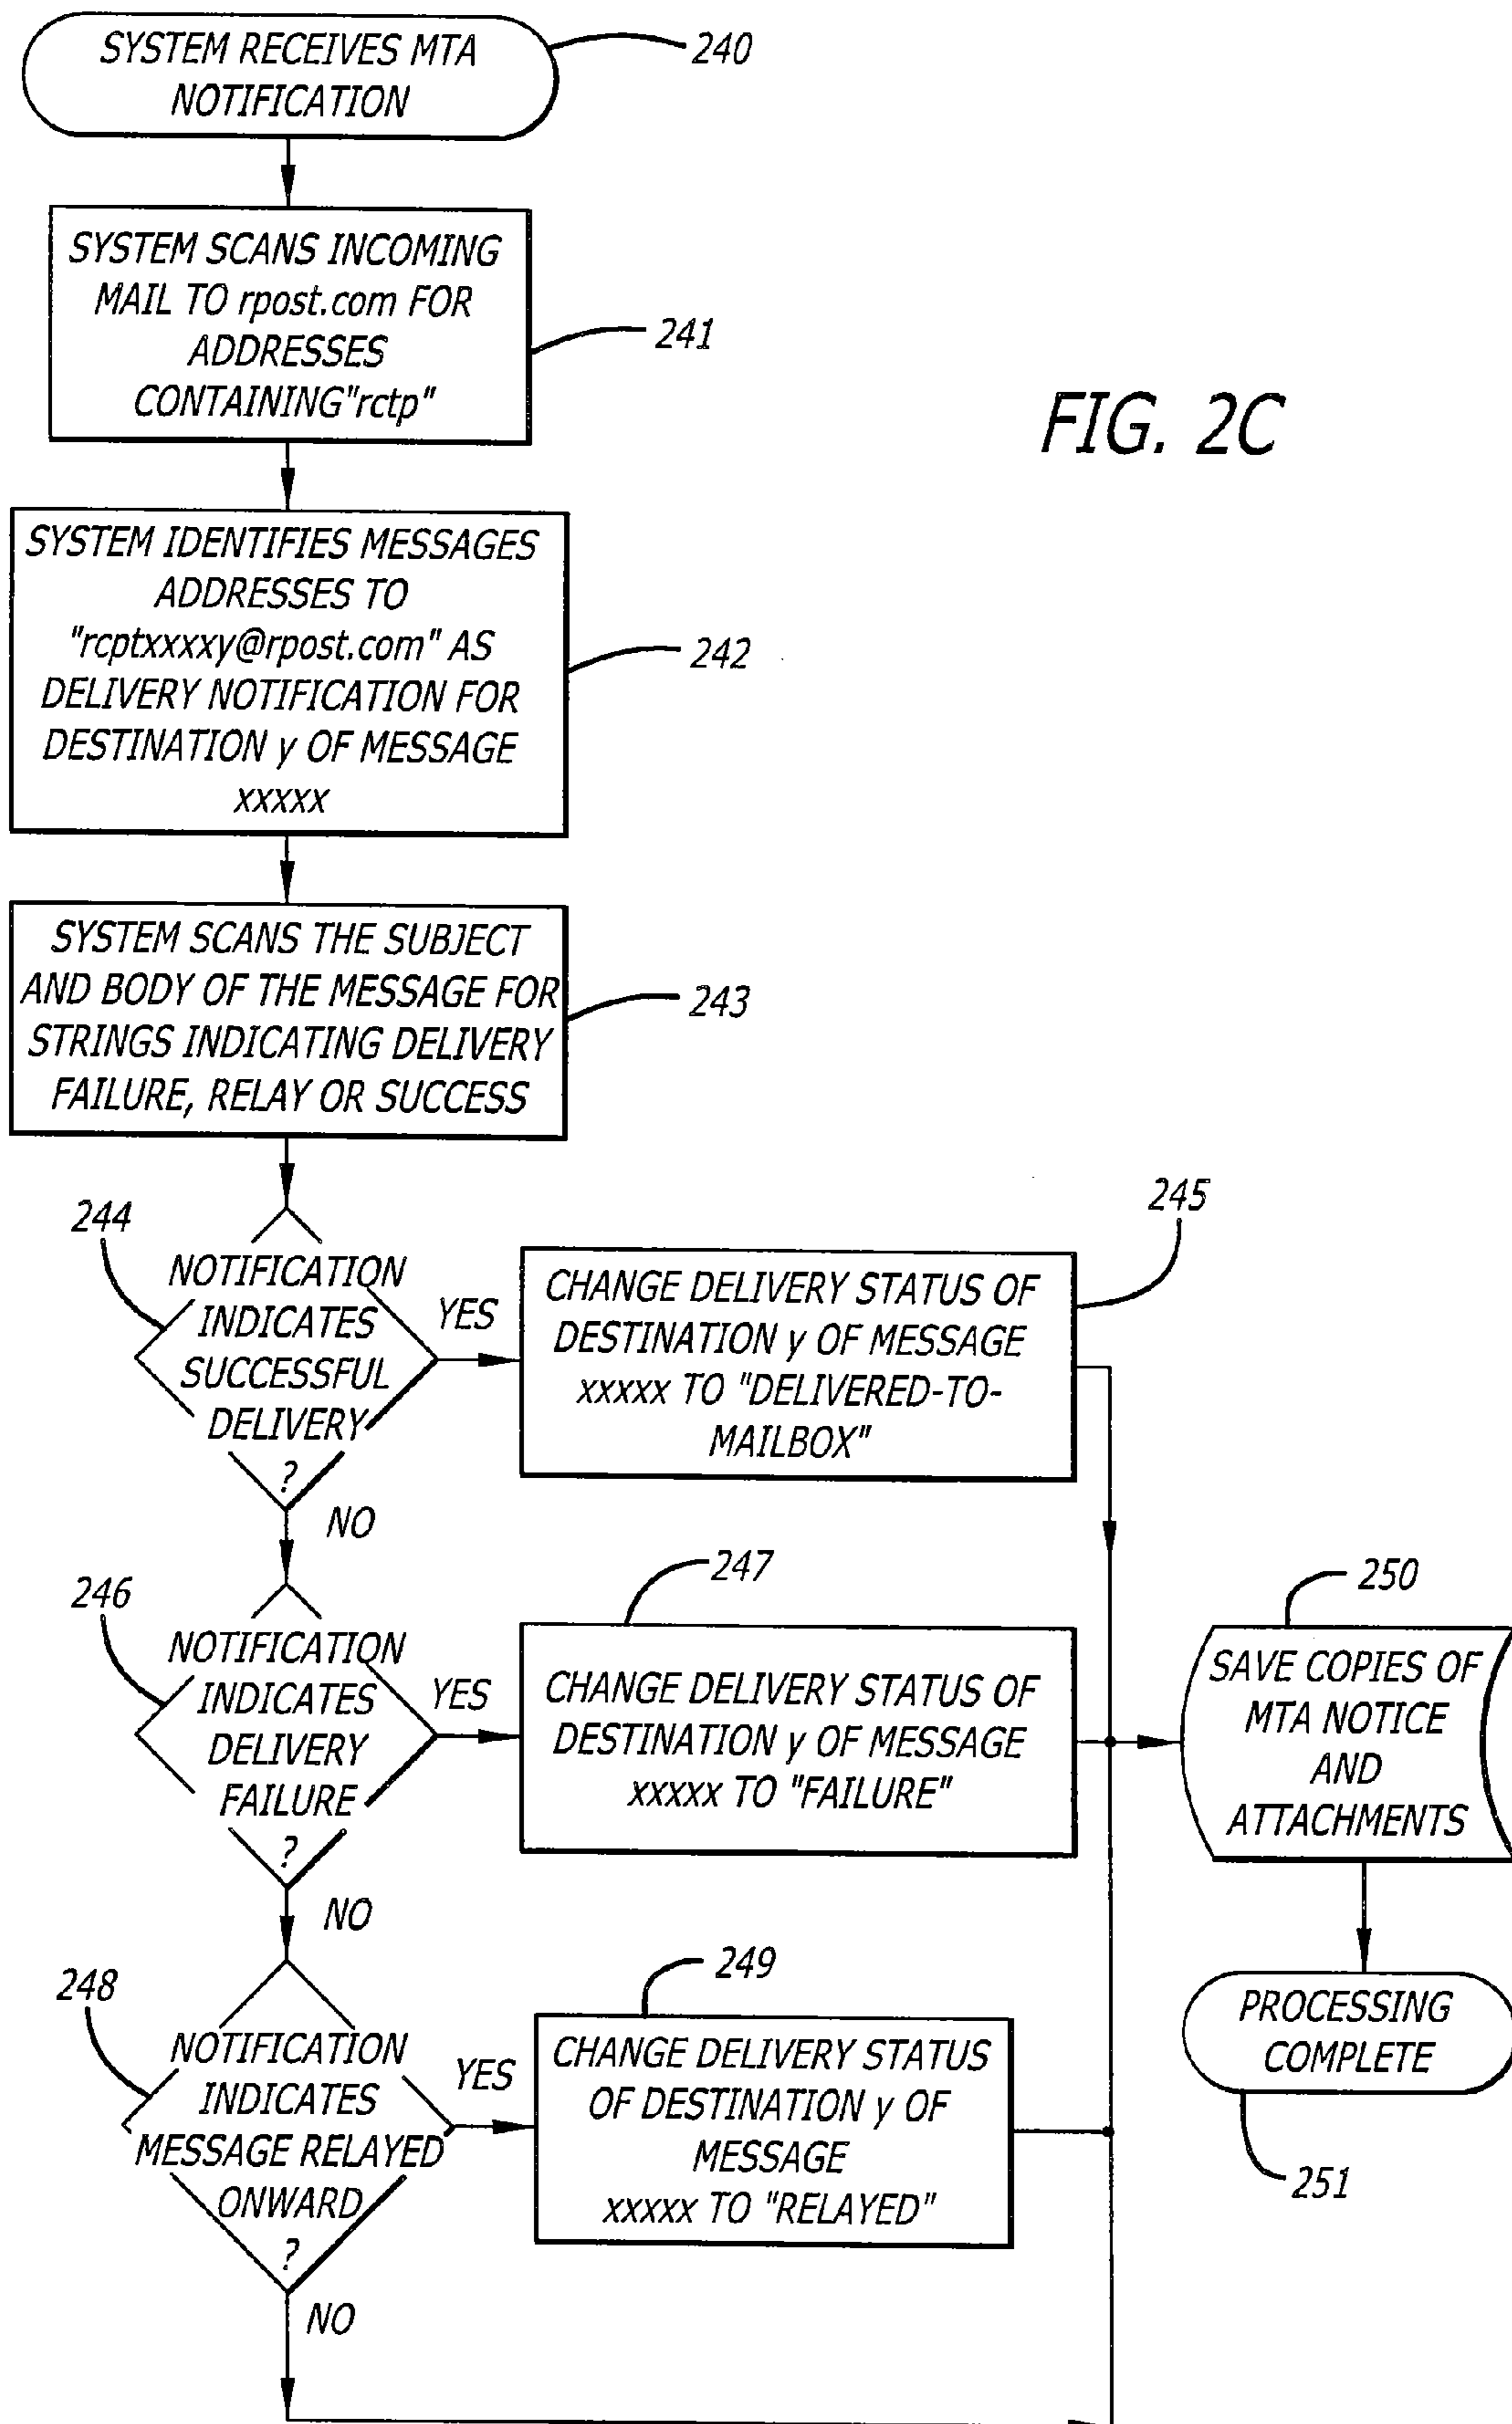 SYSTEM RECEIVES MTA
NOTIFICATION
240
SYSTEM SCANS INCOMING
MAIL TO rpost.com FOR
ADDRESSES
CONTAINING"rctp"
241
FIG. 2C
SYSTEM IDENTIFIES MESSAGES
ADDRESSES TO
"rcptxxxxy@rpost.com" AS
DELIVERY NOTIFICATION FOR
DESTINATION y OF MESSAGE
xxxxx
242
SYSTEM SCANS THE SUBJECT
AND BODY OF THE MESSAGE FOR
STRINGS INDICATING DELIVERY
FAILURE, RELAY OR SUCCESS
243
244
NOTIFICATION
INDICATES
SUCCESSFUL
DELIVERY
?
YES
NO
245
CHANGE DELIVERY STATUS OF
DESTINATION y OF MESSAGE
xxxxx TO "DELIVERED-TO-
MAILBOX"
246
NOTIFICATION
INDICATES
DELIVERY
FAILURE
?
YES
NO
247
CHANGE DELIVERY STATUS OF
DESTINATION y OF MESSAGE
xxxxx TO "FAILURE"
248
NOTIFICATION
INDICATES
MESSAGE RELAYED
ONWARD
?
YES
NO
249
CHANGE DELIVERY STATUS
OF DESTINATION y OF
MESSAGE
xxxxx TO "RELAYED"
250
SAVE COPIES OF
MTA NOTICE
AND
ATTACHMENTS
PROCESSING
COMPLETE
251